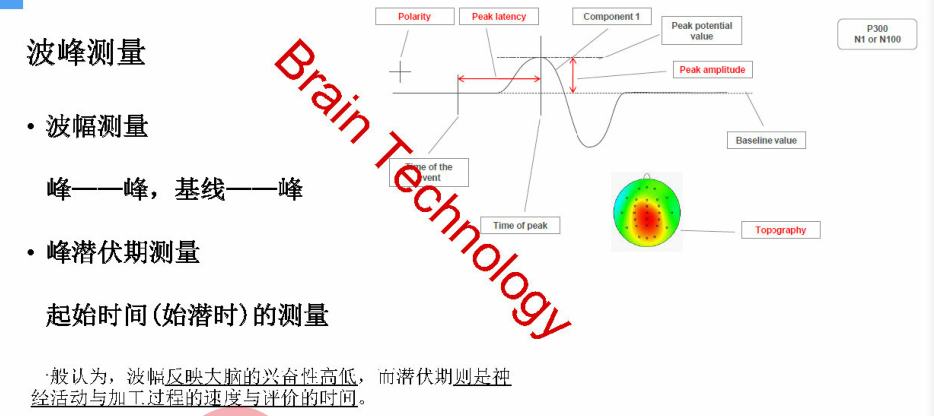 波峰测量
• 波幅测量
峰——峰，基线——峰
• 峰潜伏期测量
起始时间(始潜时)的测量
一般认为，波幅反映大脑的兴奋性高低，而潜伏期则是神
经活动与加工过程的速度与评价的时间。
Polarity
Peak latency
Component 1
Peak potential
value
P300
N1 or N100
Peak amplitude
Baseline value
Time of the
event
Time of peak
Topography
Brain Technology